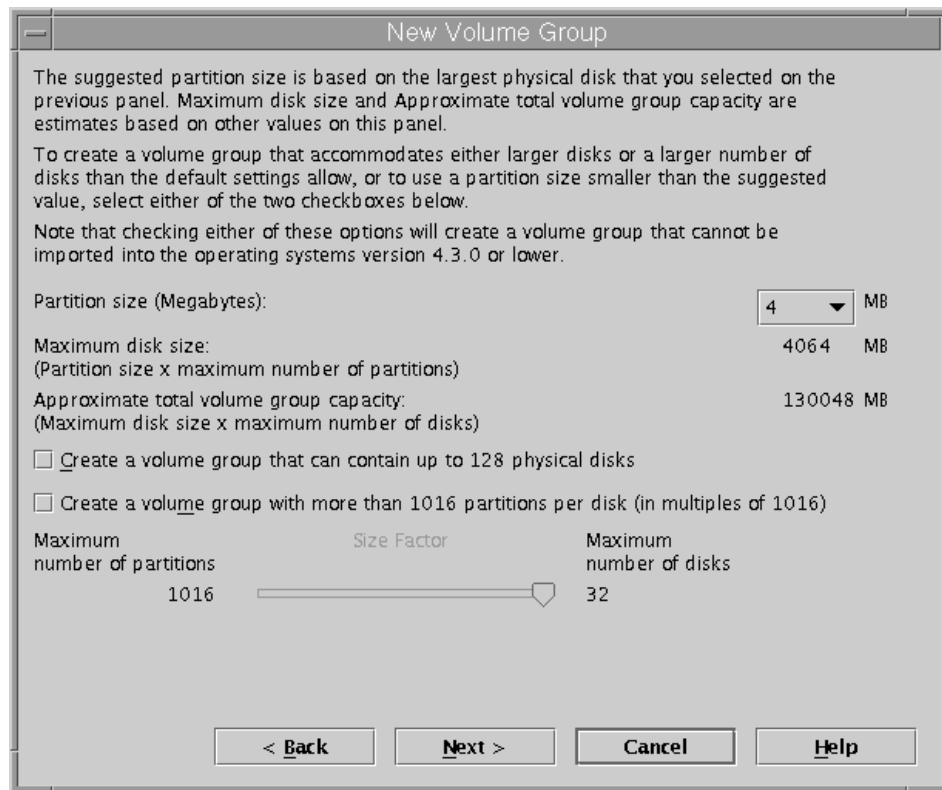 New Volume Group
The suggested partition size is based on the largest physical disk that you selected on the
previous panel. Maximum disk size and Approximate total volume group capacity are
estimates based on other values on this panel.
To create a volume group that accommodates either larger disks or a larger number of
disks than the default settings allow, or to use a partition size smaller than the suggested
value, select either of the two checkboxes below.
Note that checking either of these options will create a volume group that cannot be
imported into the operating systems version 4.3.0 or lower.
Partition size (Megabytes): 4 MB
Maximum disk size: 4064 MB
(Partition size x maximum number of partitions)
Approximate total volume group capacity: 130048 MB
(Maximum disk size x maximum number of disks)
Create a volume group that can contain up to 128 physical disks
Create a volume group with more than 1016 partitions per disk (in multiples of 1016)
Maximum Size Factor Maximum
number of partitions number of disks
1016 32
< Back Next > Cancel Help